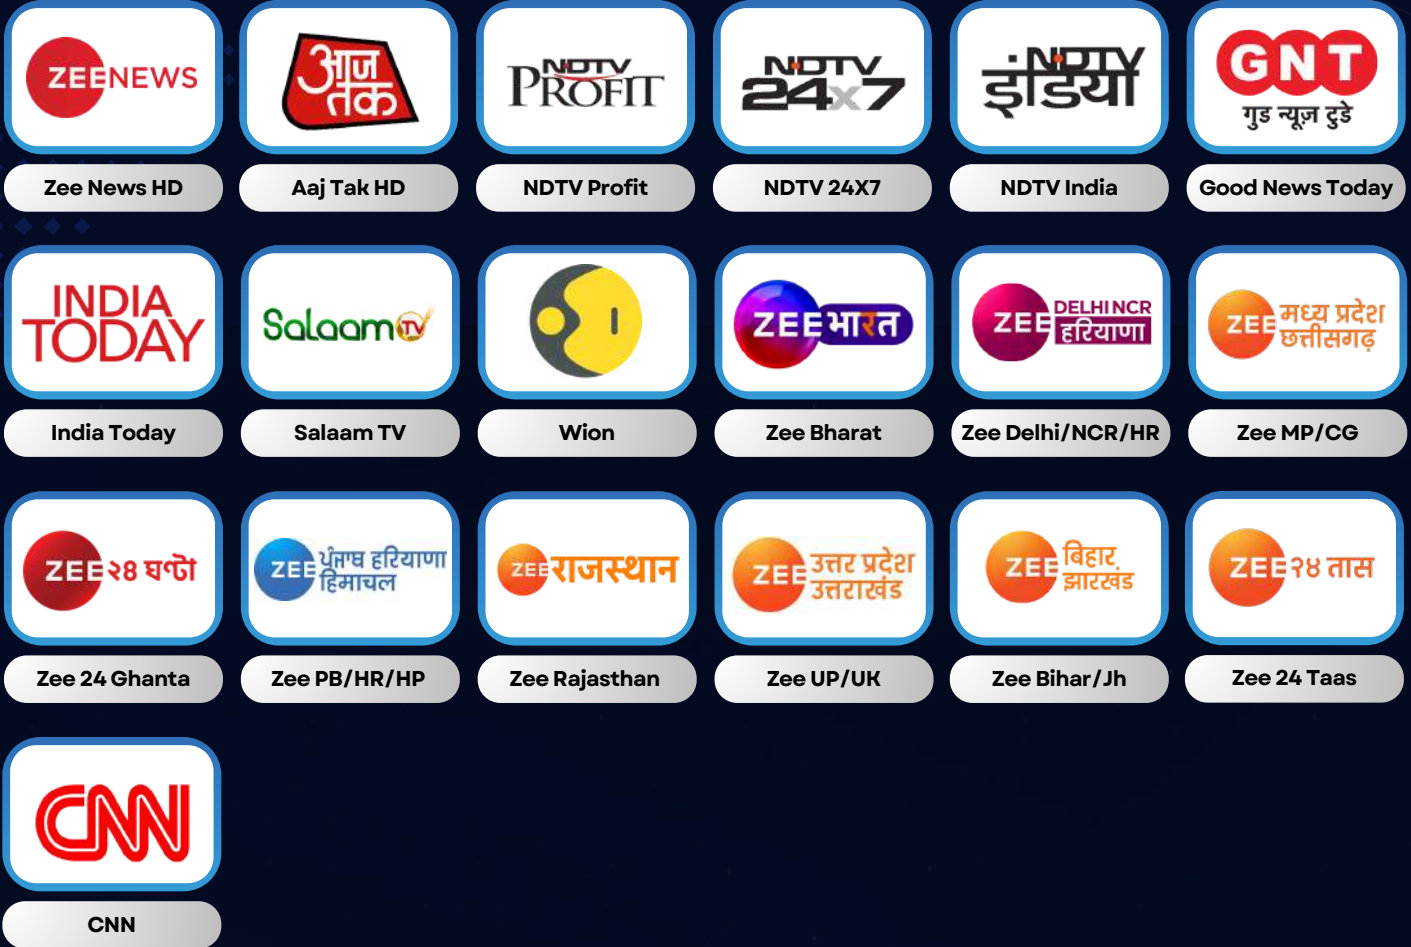 ZEENEWS
आज
तक
NDTV
PROFIT
NDTV
24x7
NDTV
इंडिया
GNT
गुड न्यूज़ टुडे
Zee News HD
Aaj Tak HD
NDTV Profit
NDTV 24X7
NDTV India
Good News Today
INDIA
TODAY
Salaam TV
ZEE भारत
ZEE DELHI NCR
हरियाणा
ZEE मध्य प्रदेश
छत्तीसगढ़
India Today
Salaam TV
Wion
Zee Bharat
Zee Delhi/NCR/HR
Zee MP/CG
ZEE २४ घণ্টা
ZEE ਪੰਜਾਬ हरियाणा
हिमाचल
ZEE राजस्थान
ZEE उत्तर प्रदेश
उत्तराखंड
ZEE बिहार
झारखंड
ZEE २४ तास
Zee 24 Ghanta
Zee PB/HR/HP
Zee Rajasthan
Zee UP/UK
Zee Bihar/Jh
Zee 24 Taas
CNN
CNN